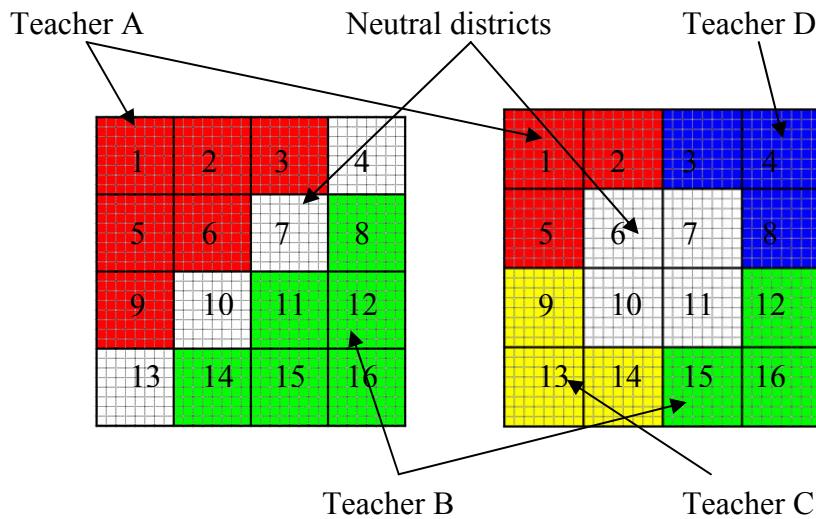 Teacher A Neutral districts Teacher D
1 2 3 4 1 2 3 4
5 6 7 8 5 6 7 8
9 10 11 12 9 10 11 12
13 14 15 16 13 14 15 16
Teacher B Teacher C